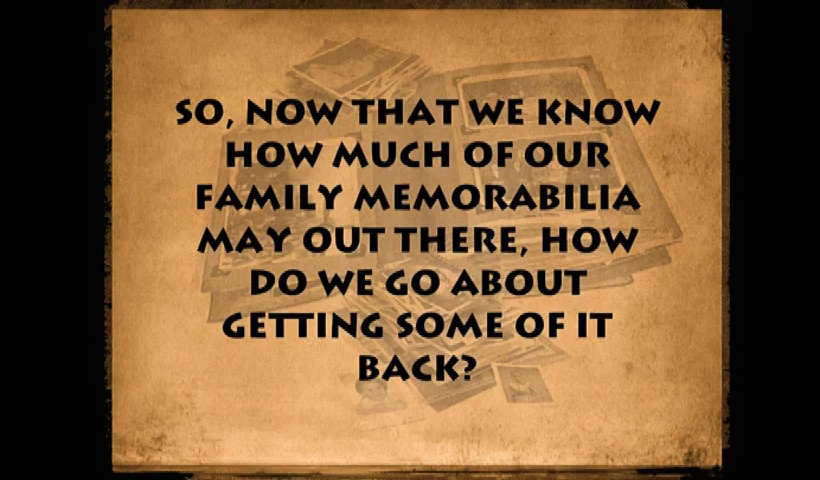 SO, NOW THAT WE KNOW
HOW MUCH OF OUR
FAMILY MEMORABILIA
MAY OUT THERE, HOW
DO WE GO ABOUT
GETTING SOME OF IT
BACK?